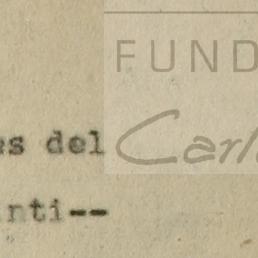 FUND
es del
Carl
nti--